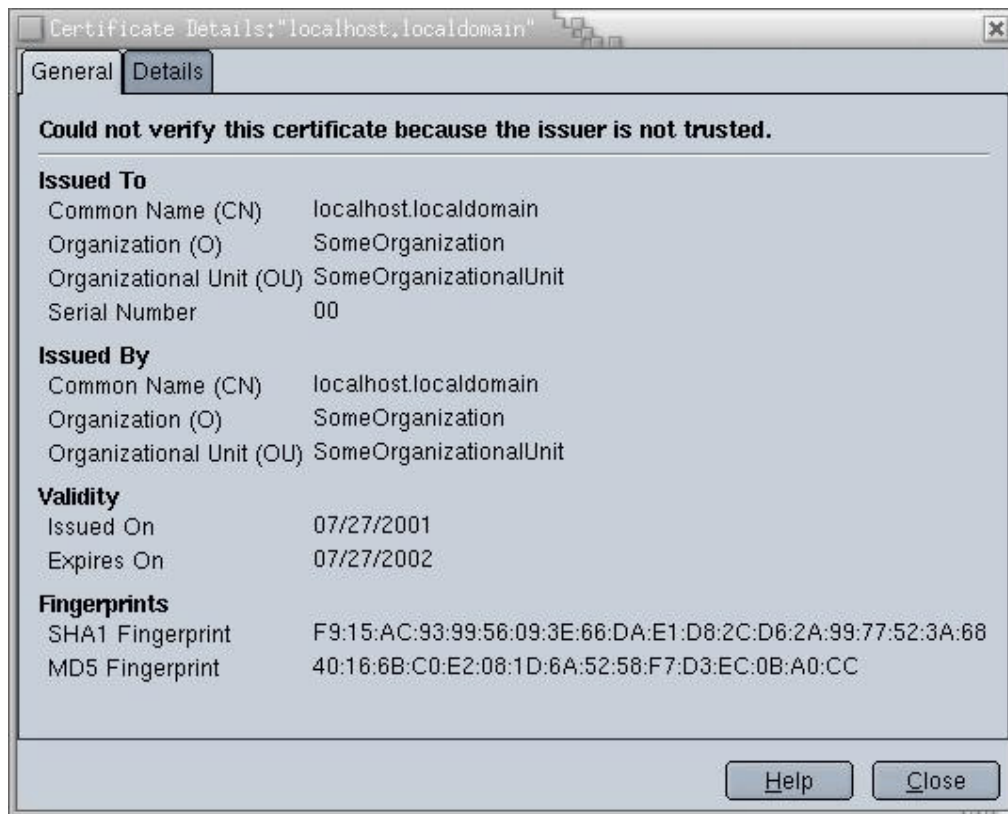 Certificate Details:"localhost.localdomain"
General Details
Could not verify this certificate because the issuer is not trusted.
Issued To
Common Name (CN) localhost.localdomain
Organization (O) SomeOrganization
Organizational Unit (OU) SomeOrganizationalUnit
Serial Number 00
Issued By
Common Name (CN) localhost.localdomain
Organization (O) SomeOrganization
Organizational Unit (OU) SomeOrganizationalUnit
Validity
Issued On 07/27/2001
Expires On 07/27/2002
Fingerprints
SHA1 Fingerprint F9:15:AC:93:99:56:09:3E:66:DA:E1:D8:2C:D6:2A:99:77:52:3A:68
MD5 Fingerprint 40:16:6B:C0:E2:08:1D:6A:52:58:F7:D3:EC:0B:A0:CC
Help Close